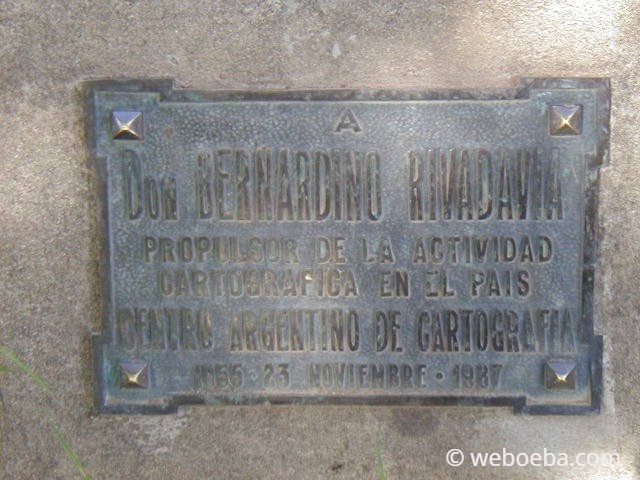 A
DON BERNARDINO RIVADAVIA
PROPULSOR DE LA ACTIVIDAD
CARTOGRAFICA EN EL PAIS
CENTRO ARGENTINO DE CARTOGRAFIA
23 NOVIEMBRE · 1987
© weboeba.com